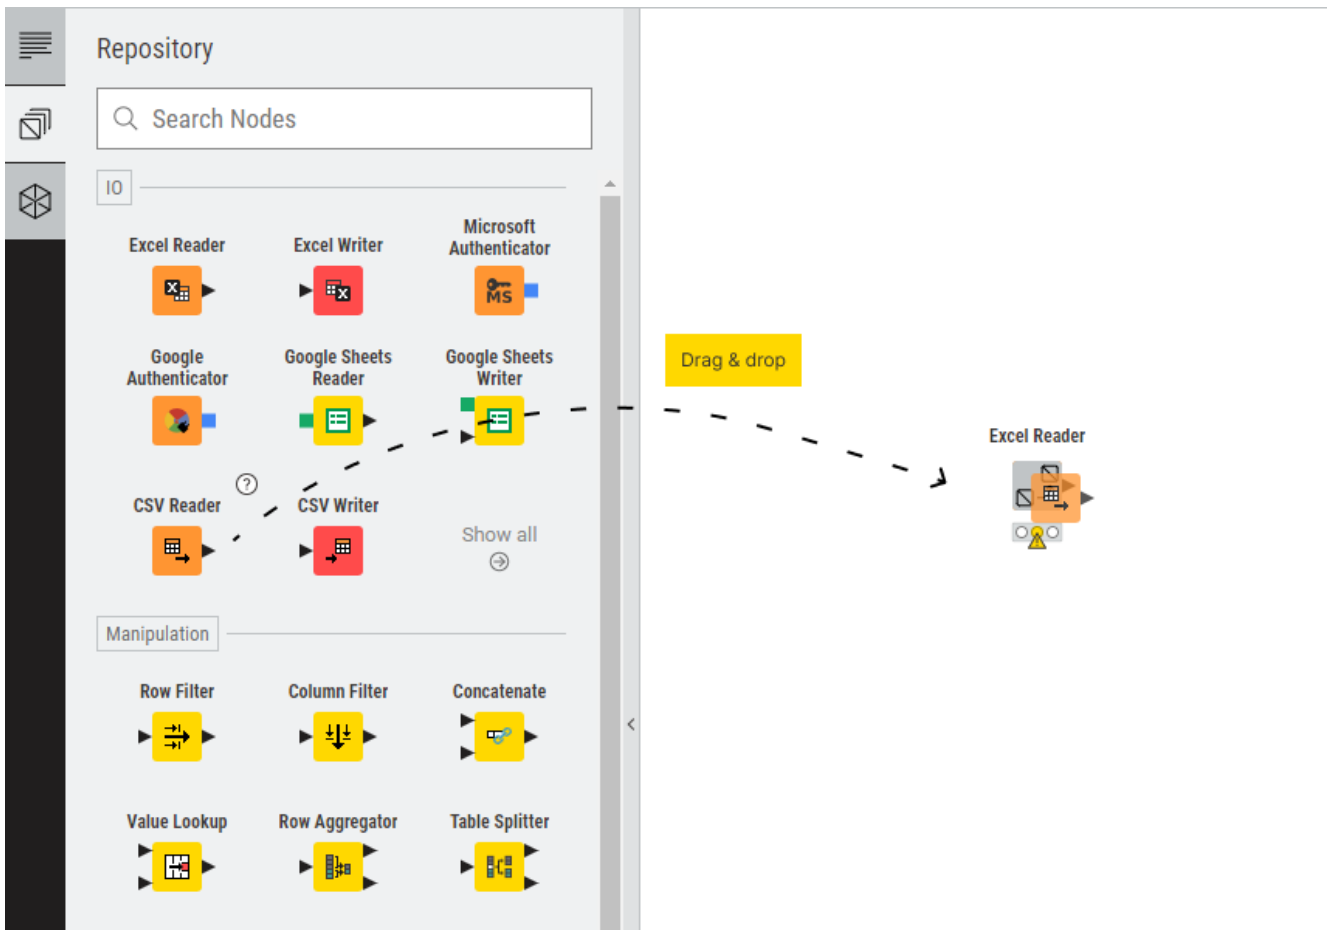 Repository
Search Nodes
IO
Excel Reader
Excel Writer
Microsoft
Authenticator
MS
Google
Authenticator
Google Sheets
Reader
Google Sheets
Writer
Drag & drop
Excel Reader
?
CSV Reader
CSV Writer
Show all
Manipulation
Row Filter
Column Filter
Concatenate
Value Lookup
Row Aggregator
Table Splitter